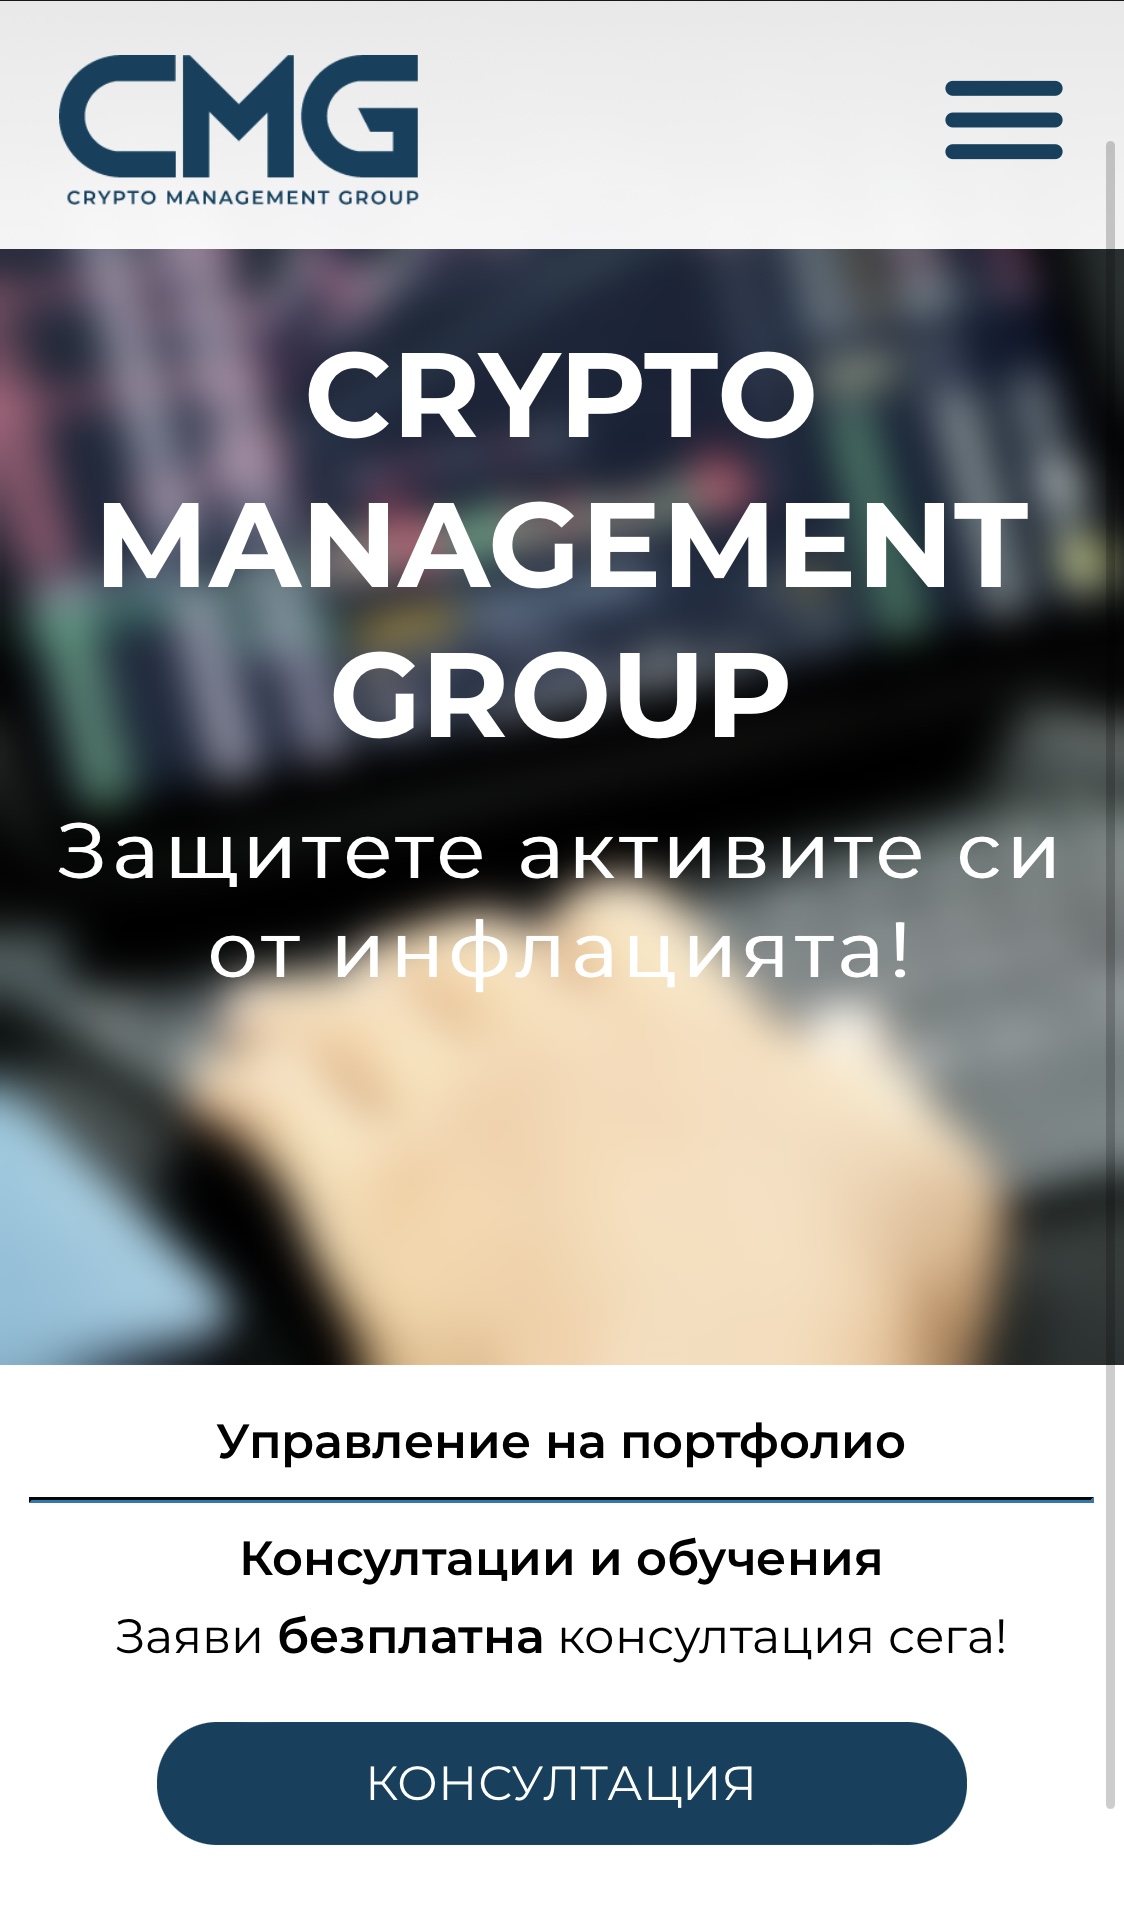 CMG
CRYPTO MANAGEMENT GROUP
CRYPTO
MANAGEMENT
GROUP
Защитете активите си
от инфлацията!
Управление на портфолио
Консултации и обучения
Заяви безплатна консултация сега!
КОНСУЛТАЦИЯ